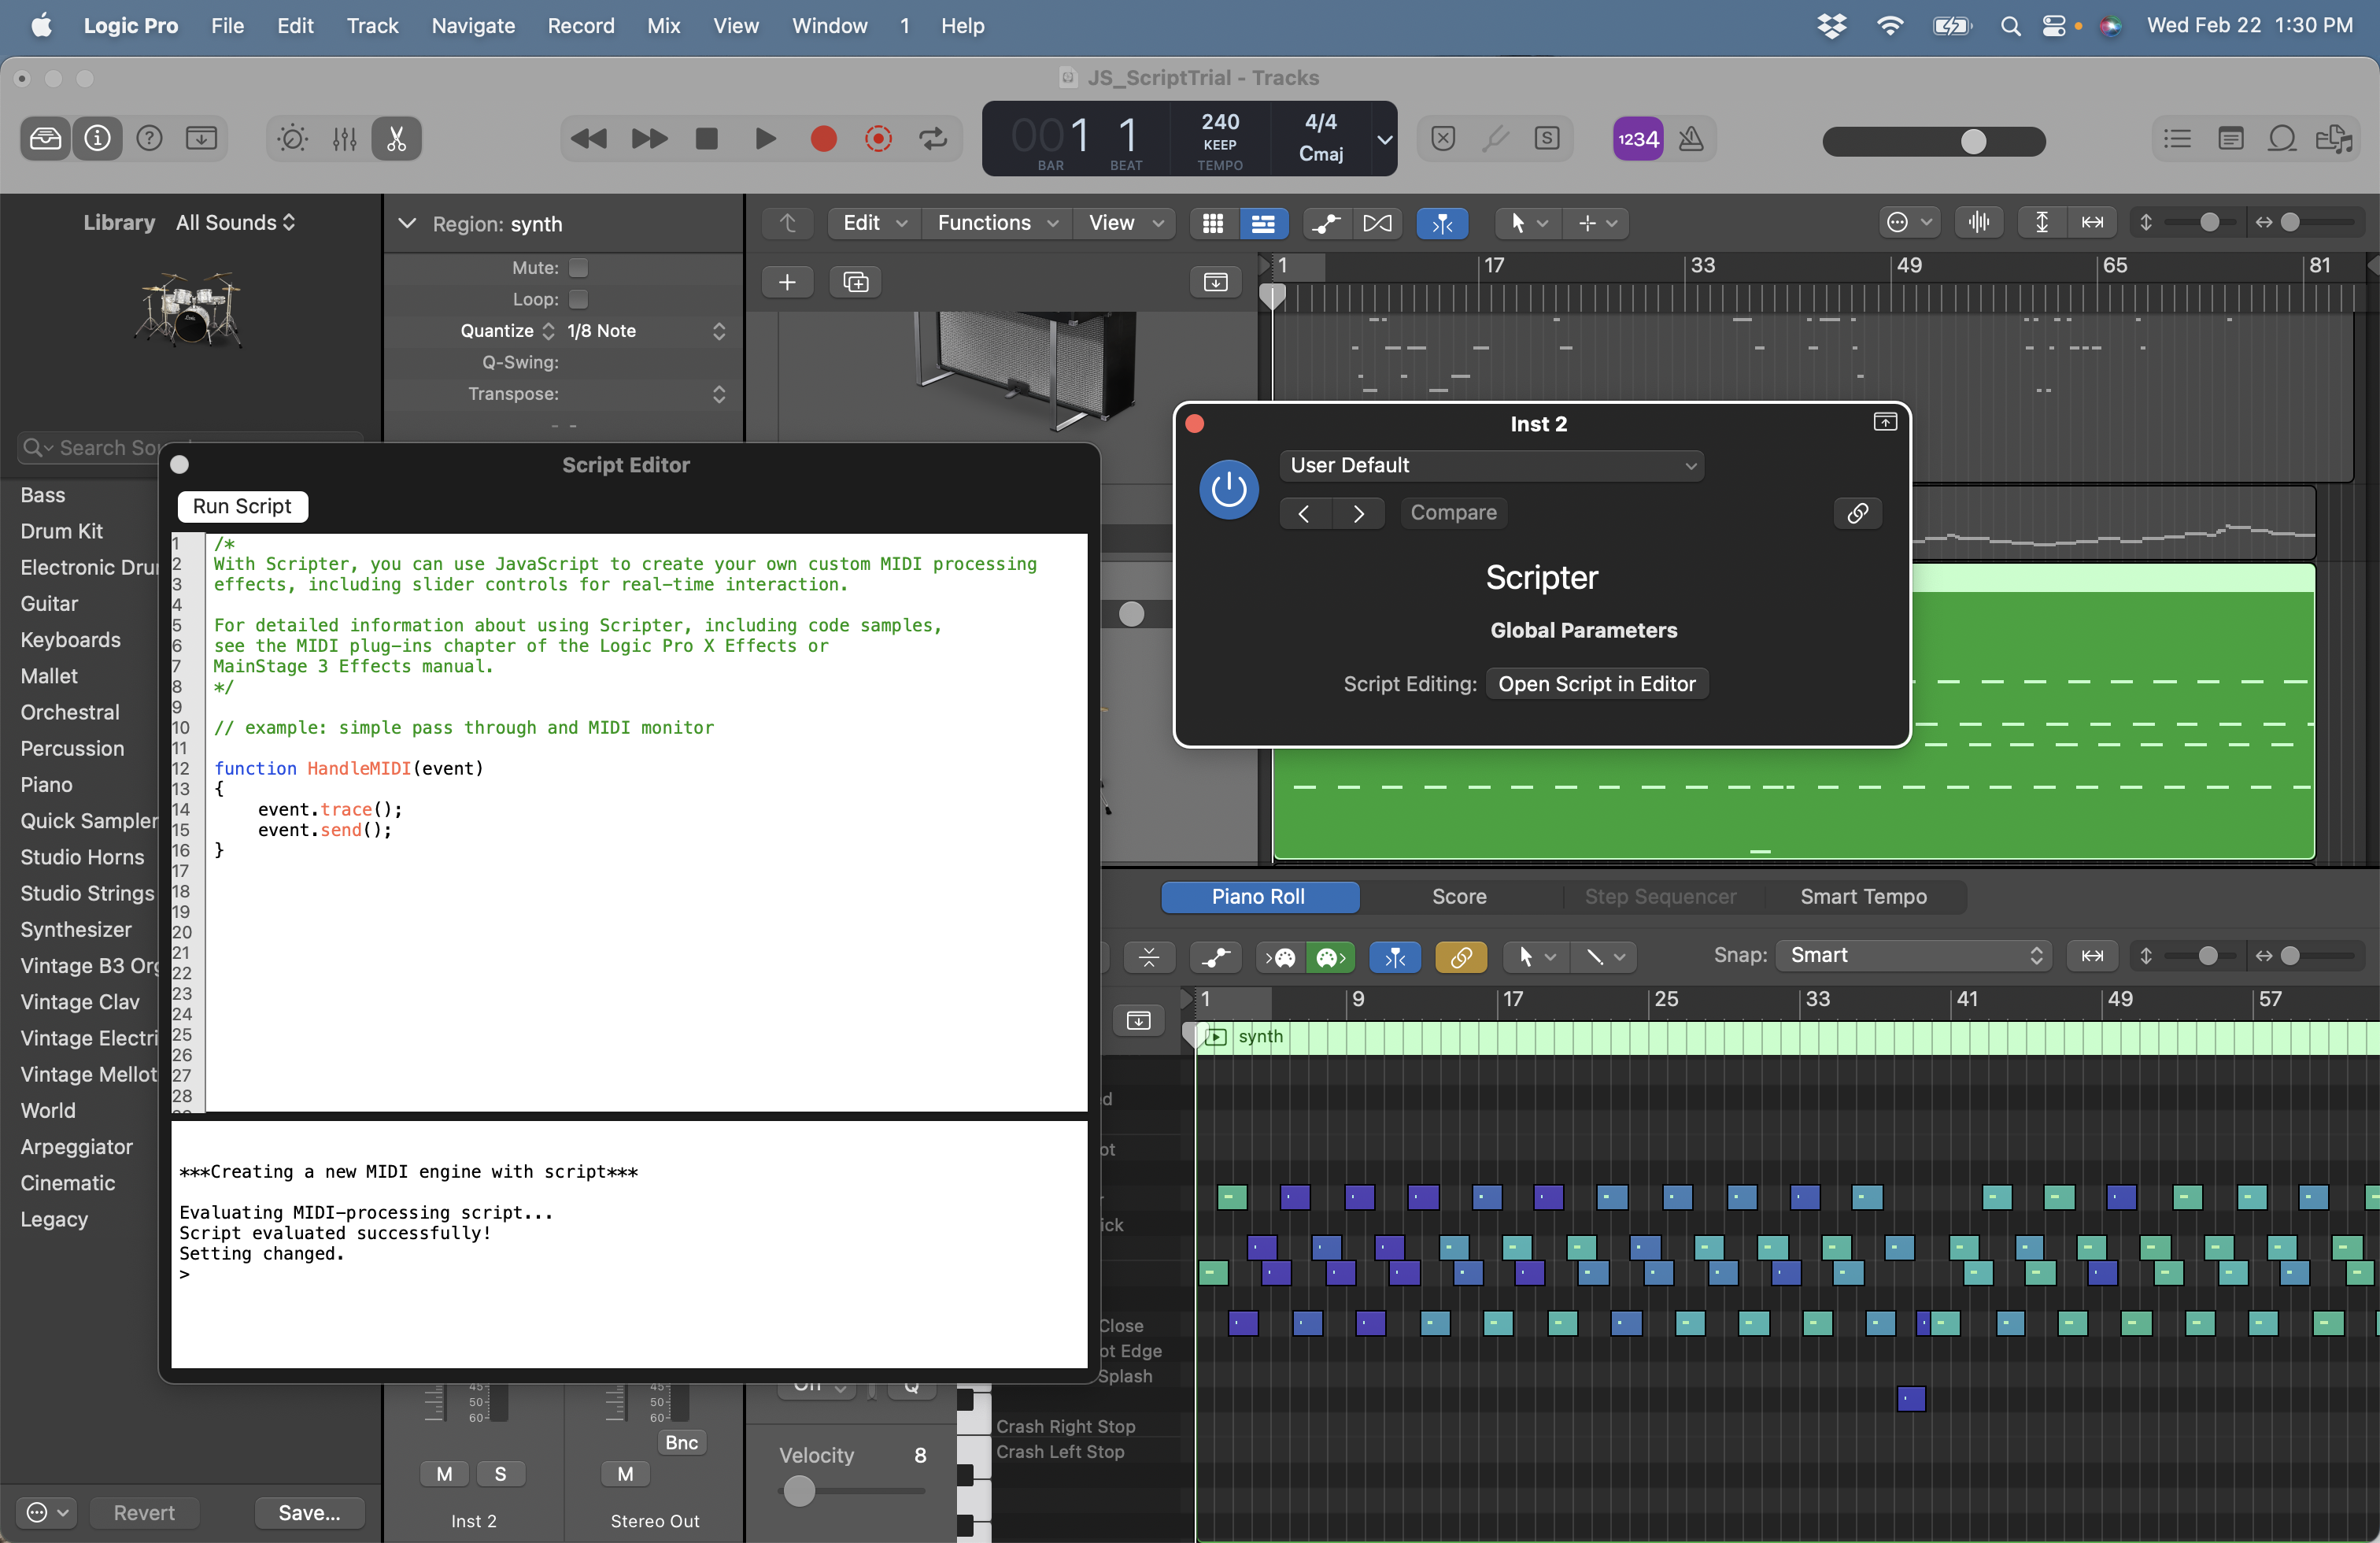 Logic Pro File Edit Track Navigate Record Mix View Window 1 Help
Wed Feb 22 1:30 PM
JS_ScriptTrial - Tracks
001 1 240 4/4
KEEP Cmaj
BAR BEAT TEMPO
S
1234
Library All Sounds
Region: synth
Edit Functions View
Mute:
Loop:
Quantize 1/8 Note
Q-Swing:
Transpose:
- -
1 17 33 49 65 81
Search
Bass
Drum Kit
Electronic
Guitar
Keyboards
Mallet
Orchestral
Percussion
Piano
Quick Sampler
Studio Horns
Studio Strings
Synthesizer
Vintage B3
Vintage Clav
Vintage
Vintage
World
Arpeggiator
Cinematic
Legacy
Revert Save...
Script Editor
Run Script
1 /*
2 With Scripter, you can use JavaScript to create your own custom MIDI processing
3 effects, including slider controls for real-time interaction.
4
5 For detailed information about using Scripter, including code samples,
6 see the MIDI plug-ins chapter of the Logic Pro X Effects or
7 MainStage 3 Effects manual.
8 */
9
10 // example: simple pass through and MIDI monitor
11
12 function HandleMIDI(event)
13 {
14 event.trace();
15 event.send();
16 }
17
18
19
20
21
22
23
24
25
26
27
28
***Creating a new MIDI engine with script***
Evaluating MIDI-processing script...
Script evaluated successfully!
Setting changed.
>
Inst 2
User Default
Compare
Scripter
Global Parameters
Script Editing: Open Script in Editor
Piano Roll Score Step Sequencer Smart Tempo
Snap: Smart
1 9 17 25 33 41 49 57
synth
Close
Edge
Splash
Crash Right Stop
Crash Left Stop
45 45
50 50
60 60
Bnc
M S M
Inst 2 Stereo Out
Q
Velocity 8